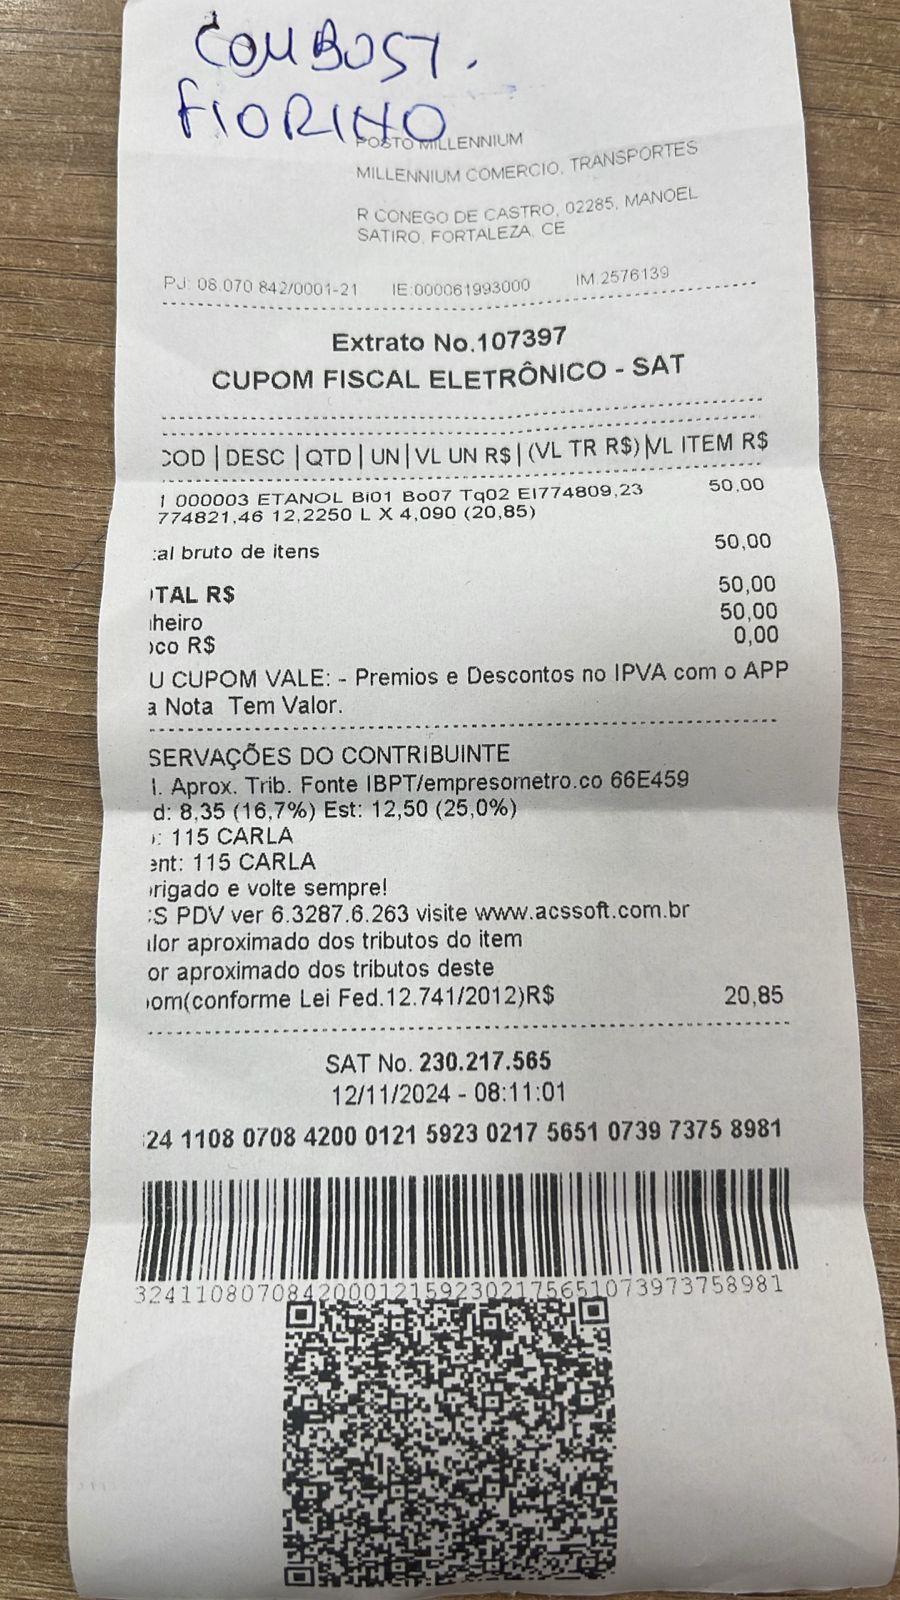 COMBUST.
FIORINO
POSTO MILLENNIUM
MILLENNIUM COMERCIO, TRANSPORTES
R CONEGO DE CASTRO, 02285, MANOEL
SATIRO, FORTALEZA, CE
PJ: 08.070 842/0001-21 IE:000061993000 IM.2576139
Extrato No.107397
CUPOM FISCAL ELETRÔNICO - SAT
COD | DESC | QTD | UN | VL UN R$ | (VL TR R$) | VL ITEM R$
1 000003 ETANOL Bi01 Bo07 Tq02 EI774809,23 50,00
774821,46 12,2250 L X 4,090 (20,85)
al bruto de itens 50,00
TAL R$ 50,00
heiro 50,00
co R$ 0,00
U CUPOM VALE: - Premios e Descontos no IPVA com o APP
a Nota Tem Valor.
SERVAÇÕES DO CONTRIBUINTE
l. Aprox. Trib. Fonte IBPT/empresometro.co 66E459
d: 8,35 (16,7%) Est: 12,50 (25,0%)
: 115 CARLA
ent: 115 CARLA
rigado e volte sempre!
S PDV ver 6.3287.6.263 visite www.acssoft.com.br
lor aproximado dos tributos do item
or aproximado dos tributos deste
om(conforme Lei Fed.12.741/2012)R$ 20,85
SAT No. 230.217.565
12/11/2024 - 08:11:01
24 1108 0708 4200 0121 5923 0217 5651 0739 7375 8981
3241108070842000121592302175651073973758981